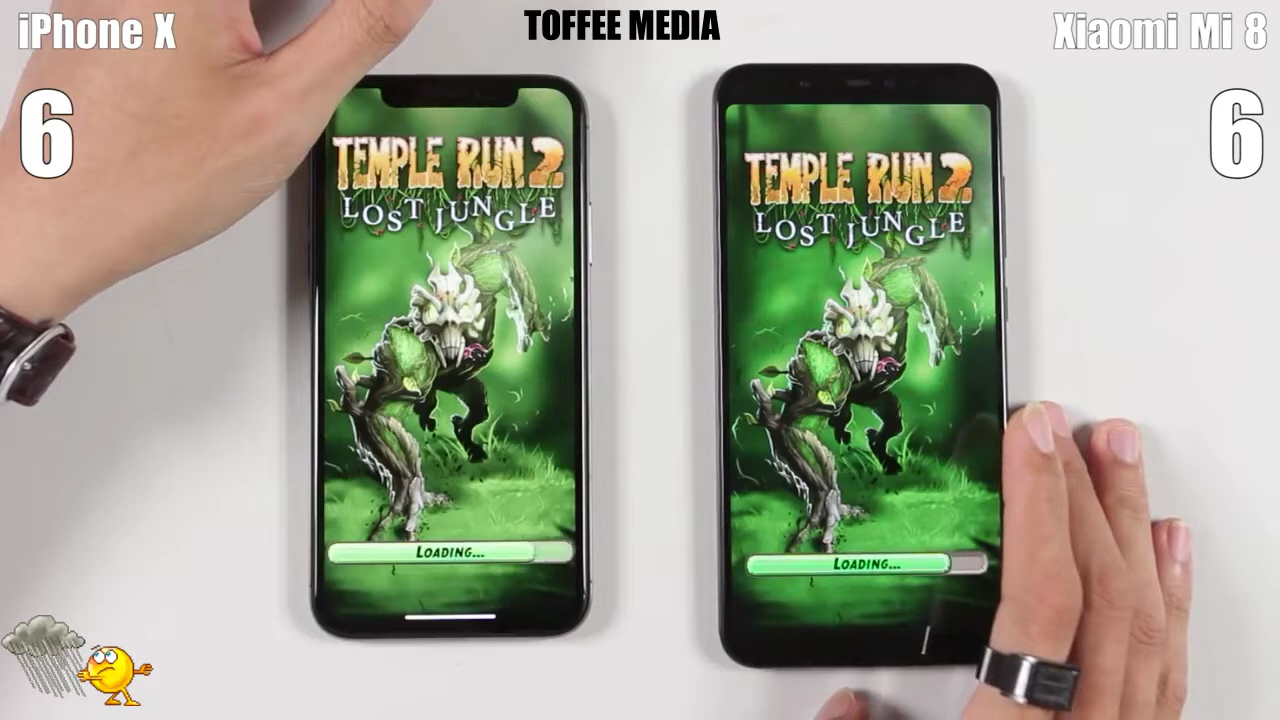 iPhone X
TOFFEE MEDIA
Xiaomi Mi 8
6
6
TEMPLE RUN 2
LOST JUNGLE
LOADING...
TEMPLE RUN 2
LOST JUNGLE
LOADING...